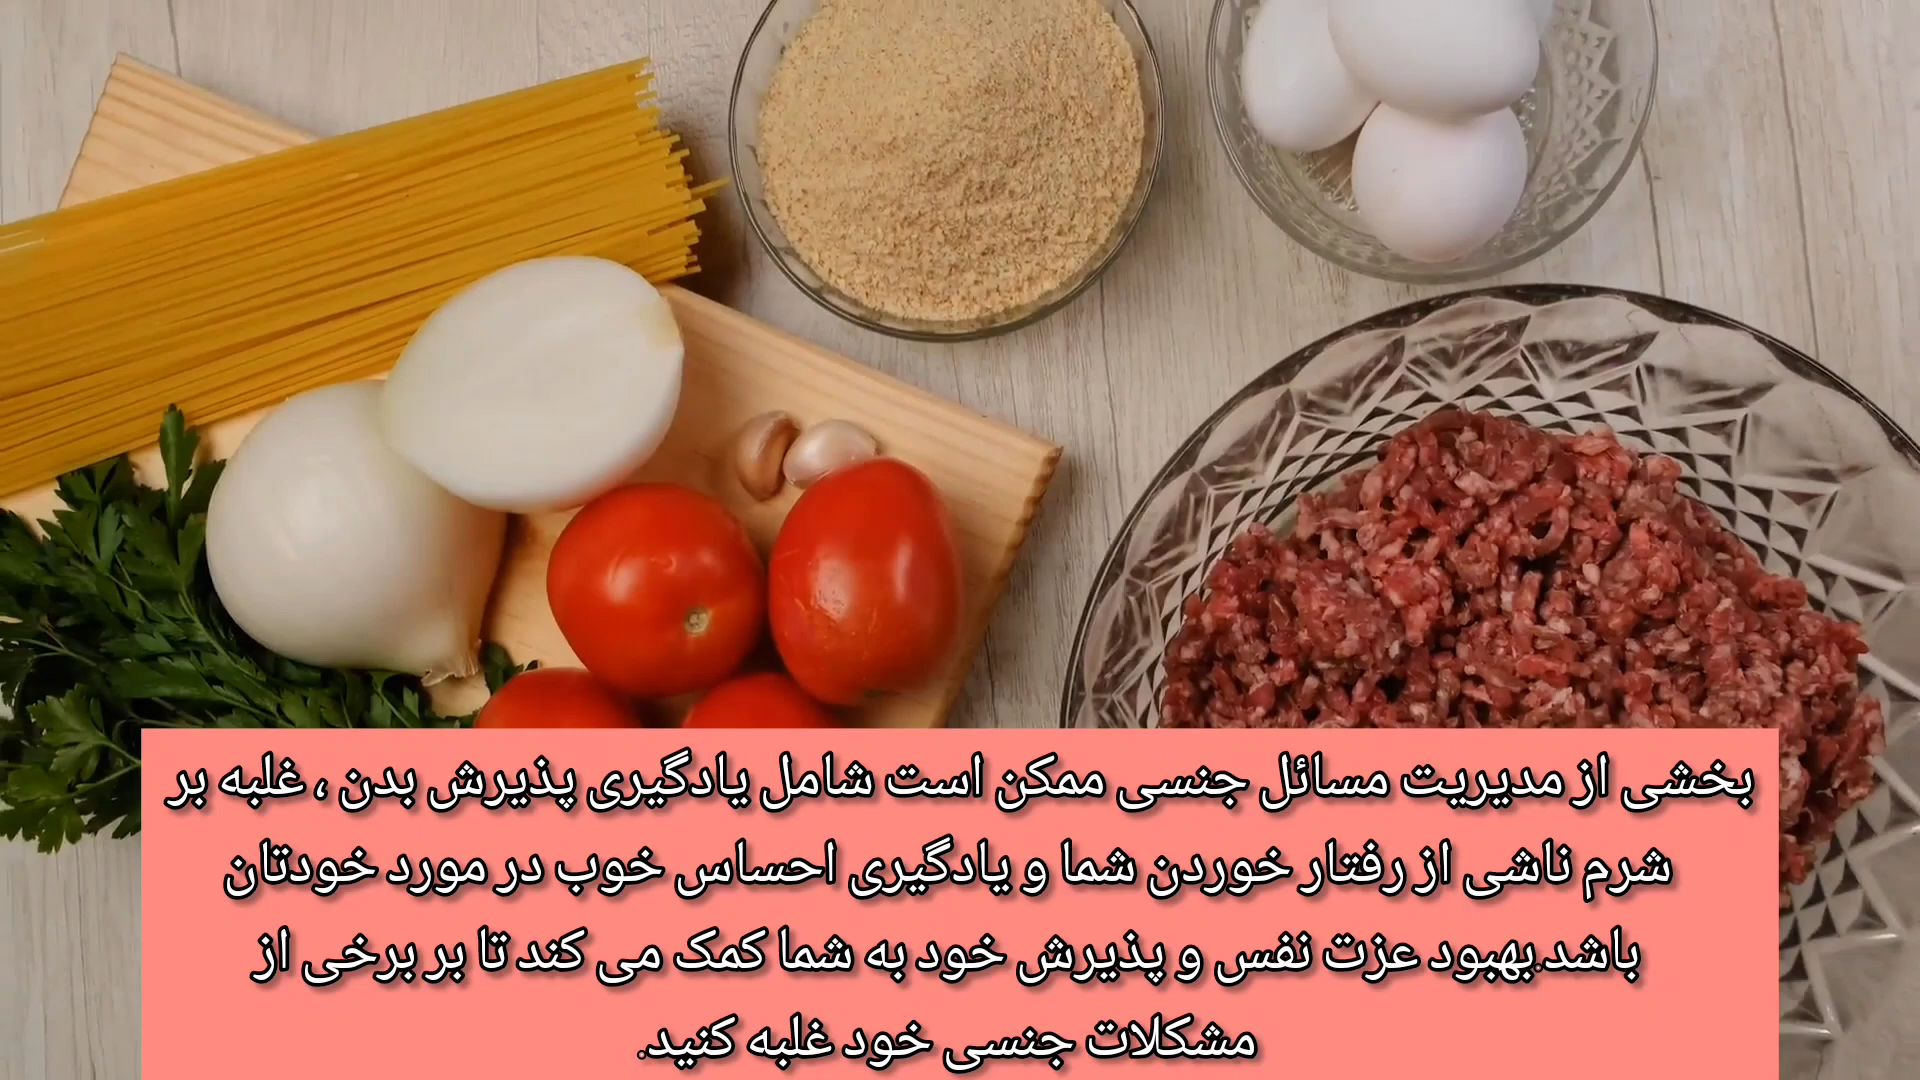 بخشی از مدیریت مسائل جنسی ممکن است شامل یادگیری پذیرش بدن ، غلبه بر
شرم ناشی از رفتار خوردن شما و یادگیری احساس خوب در مورد خودتان
باشد.بهبود عزت نفس و پذیرش خود به شما کمک می کند تا بر برخی از
مشکلات جنسی خود غلبه کنید.